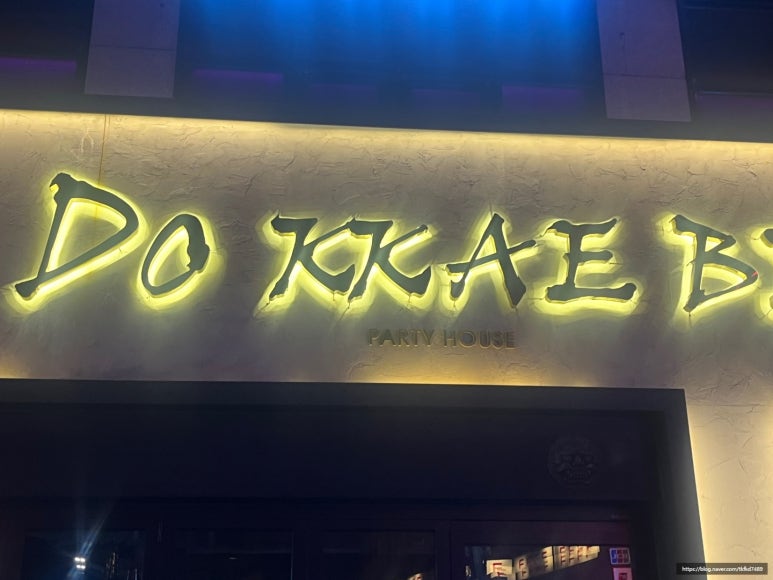 DO KKAE B
PARTY HOUSE
https://blog.naver.com/tkfkd7489